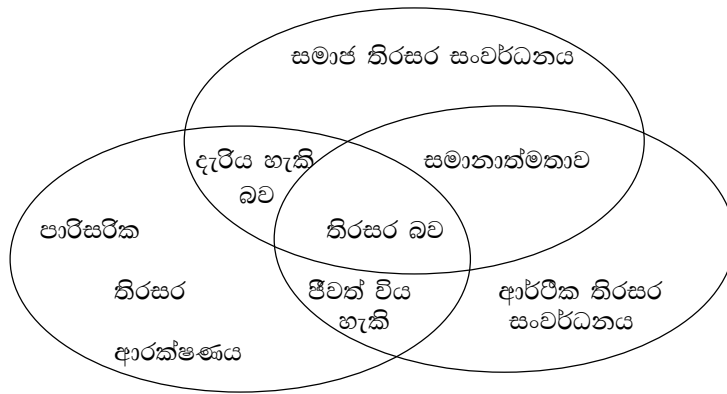 සමාජ තිරසර සංවර්ධනය
දැරිය හැකි
බව
සමානාත්මතාව
පාරිසරික
තිරසර බව
තිරසර
ජීවත් විය
හැකි
ආර්ථික තිරසර
සංවර්ධනය
ආරක්ෂණය